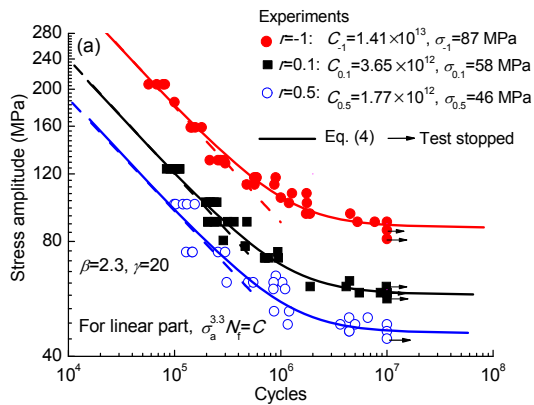 Experiments
r=-1: C-1=1.41×10^13, σ-1=87 MPa
r=0.1: C0.1=3.65×10^12, σ0.1=58 MPa
r=0.5: C0.5=1.77×10^12, σ0.5=46 MPa
Eq. (4) Test stopped
(a)
280
240
200
160
120
80
40
Stress amplitude (MPa)
β=2.3, γ=20
For linear part, σa^3.3 Nf=C
10^4 10^5 10^6 10^7 10^8
Cycles